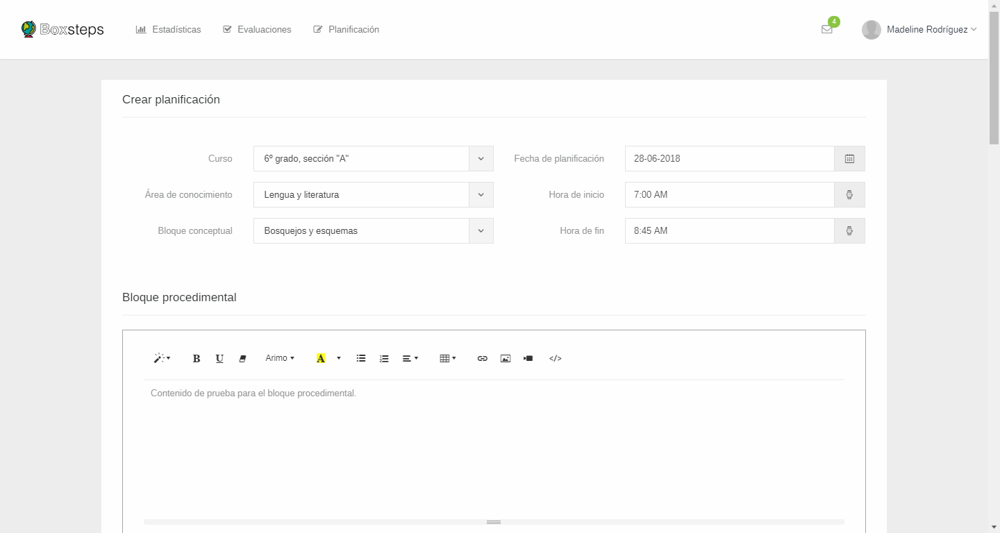 Boxsteps
Estadísticas
Evaluaciones
Planificación
4
Madeline Rodríguez
Crear planificación
Curso
6º grado, sección "A"
Fecha de planificación
28-06-2018
Área de conocimiento
Lengua y literatura
Hora de inicio
7:00 AM
Bloque conceptual
Bosquejos y esquemas
Hora de fin
8:45 AM
Bloque procedimental
B
U
Arimo
A
</>
Contenido de prueba para el bloque procedimental.